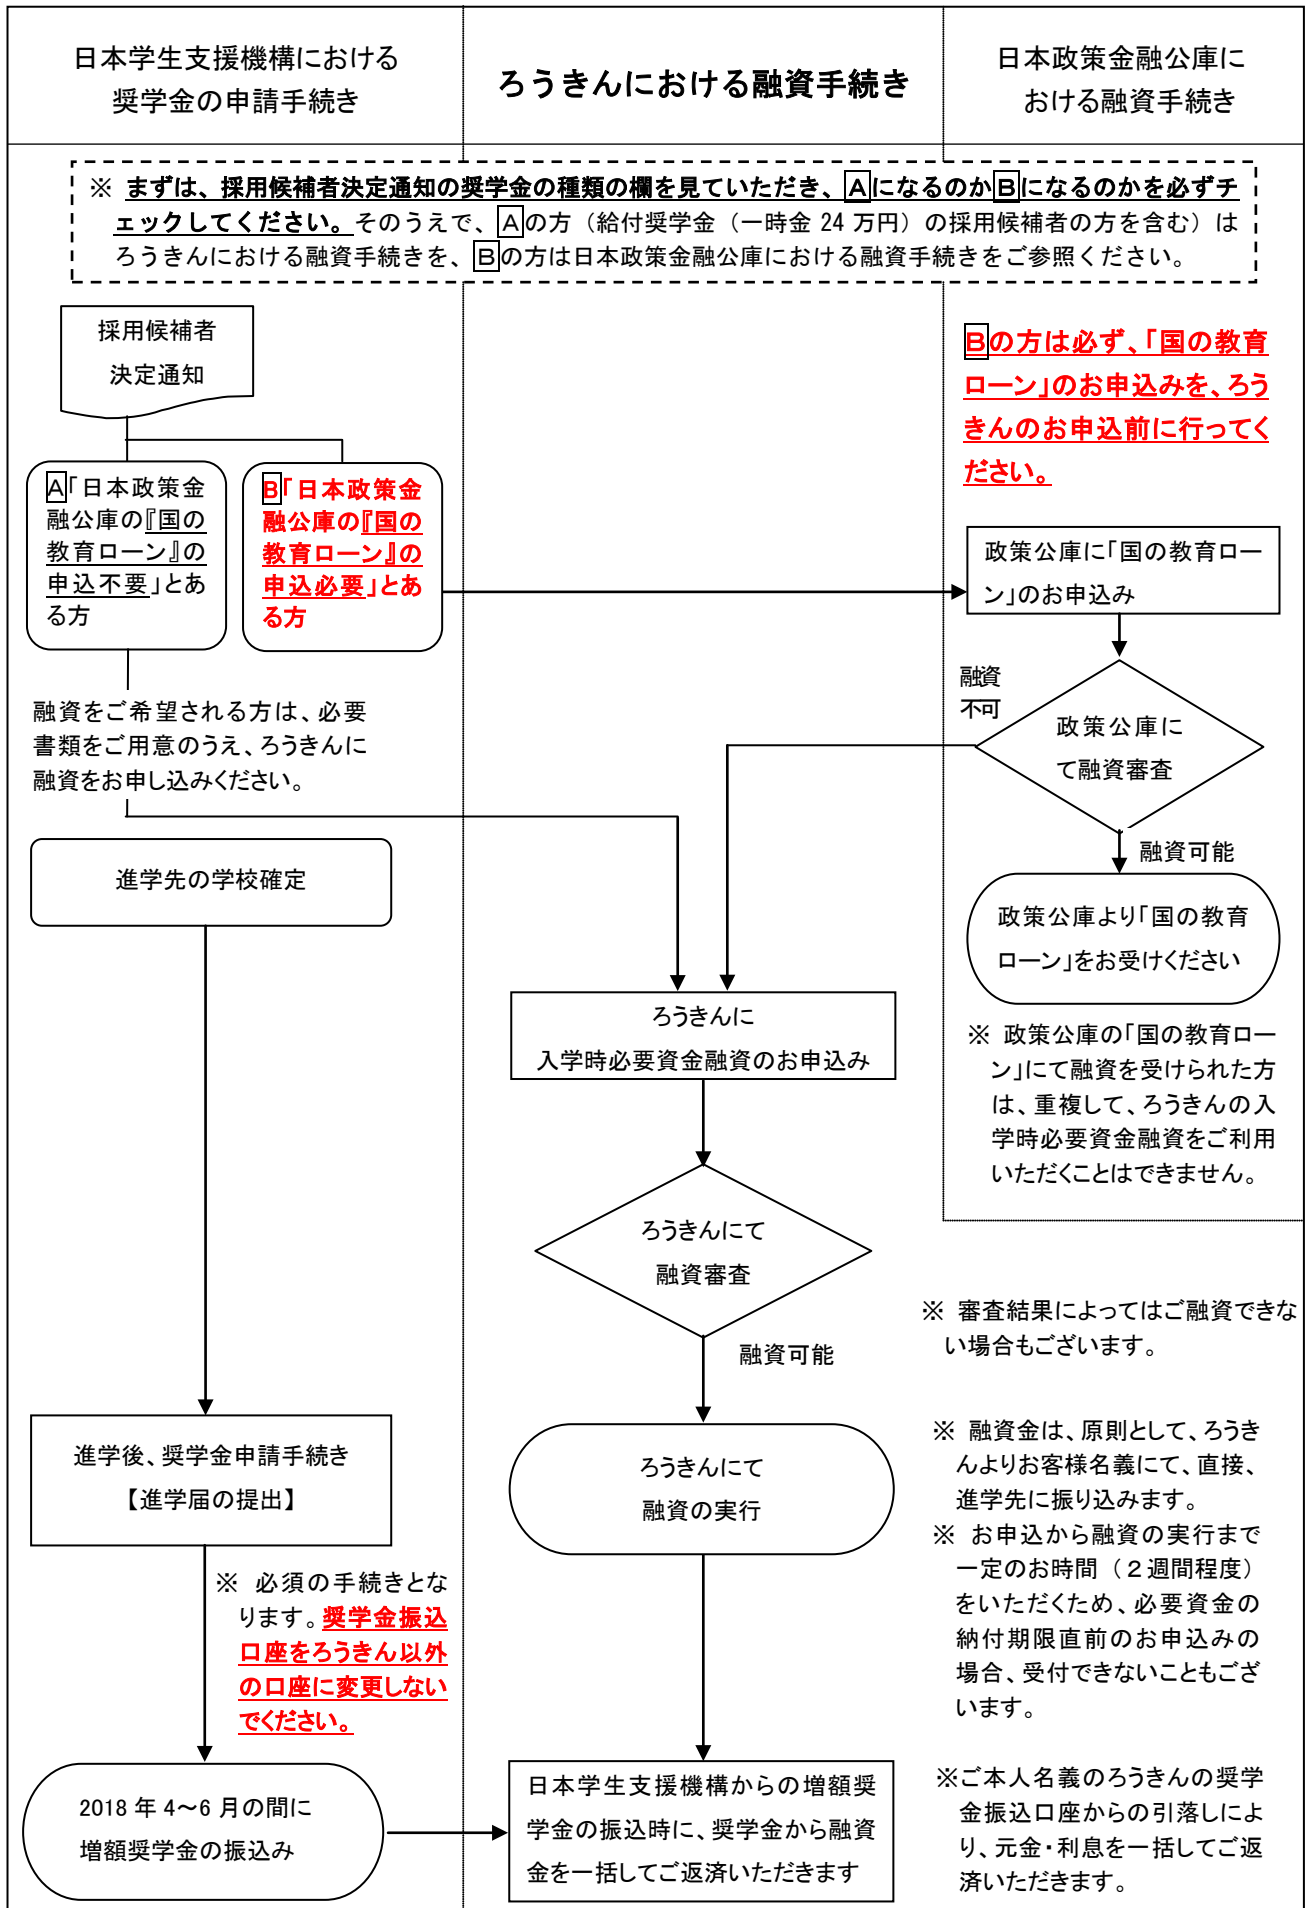 日本学生支援機構における
奨学金の申請手続き
ろうきんにおける融資手続き
日本政策金融公庫に
おける融資手続き
※ まずは、採用候補者決定通知の奨学金の種類の欄を見ていただき、AになるのかBになるのかを必ずチ
ェックしてください。そのうえで、Aの方（給付奨学金（一時金 24 万円）の採用候補者の方を含む）は
ろうきんにおける融資手続きを、Bの方は日本政策金融公庫における融資手続きをご参照ください。
採用候補者
決定通知
A「日本政策金
融公庫の『国の
教育ローン』の
申込不要」とあ
る方
B「日本政策金
融公庫の『国の
教育ローン』の
申込必要」とあ
る方
Bの方は必ず、「国の教育
ローン」のお申込みを、ろう
きんのお申込前に行ってく
ださい。
政策公庫に「国の教育ロー
ン」のお申込み
融資
不可
政策公庫に
て融資審査
融資可能
政策公庫より「国の教育
ローン」をお受けください
※ 政策公庫の「国の教育ロー
ン」にて融資を受けられた方
は、重複して、ろうきんの入
学時必要資金融資をご利用
いただくことはできません。
融資をご希望される方は、必要
書類をご用意のうえ、ろうきんに
融資をお申し込みください。
進学先の学校確定
ろうきんに
入学時必要資金融資のお申込み
ろうきんにて
融資審査
融資可能
※ 審査結果によってはご融資できな
い場合もございます。
ろうきんにて
融資の実行
※ 融資金は、原則として、ろうき
んよりお客様名義にて、直接、
進学先に振り込みます。
※ お申込から融資の実行まで
一定のお時間（２週間程度）
をいただくため、必要資金の
納付期限直前のお申込みの
場合、受付できないこともござ
います。
進学後、奨学金申請手続き
【進学届の提出】
※ 必須の手続きとな
ります。奨学金振込
口座をろうきん以外
の口座に変更しない
でください。
2018 年 4～6 月の間に
増額奨学金の振込み
日本学生支援機構からの増額奨
学金の振込時に、奨学金から融資
金を一括してご返済いただきます
※ご本人名義のろうきんの奨学
金振込口座からの引落しによ
り、元金・利息を一括してご返
済いただきます。